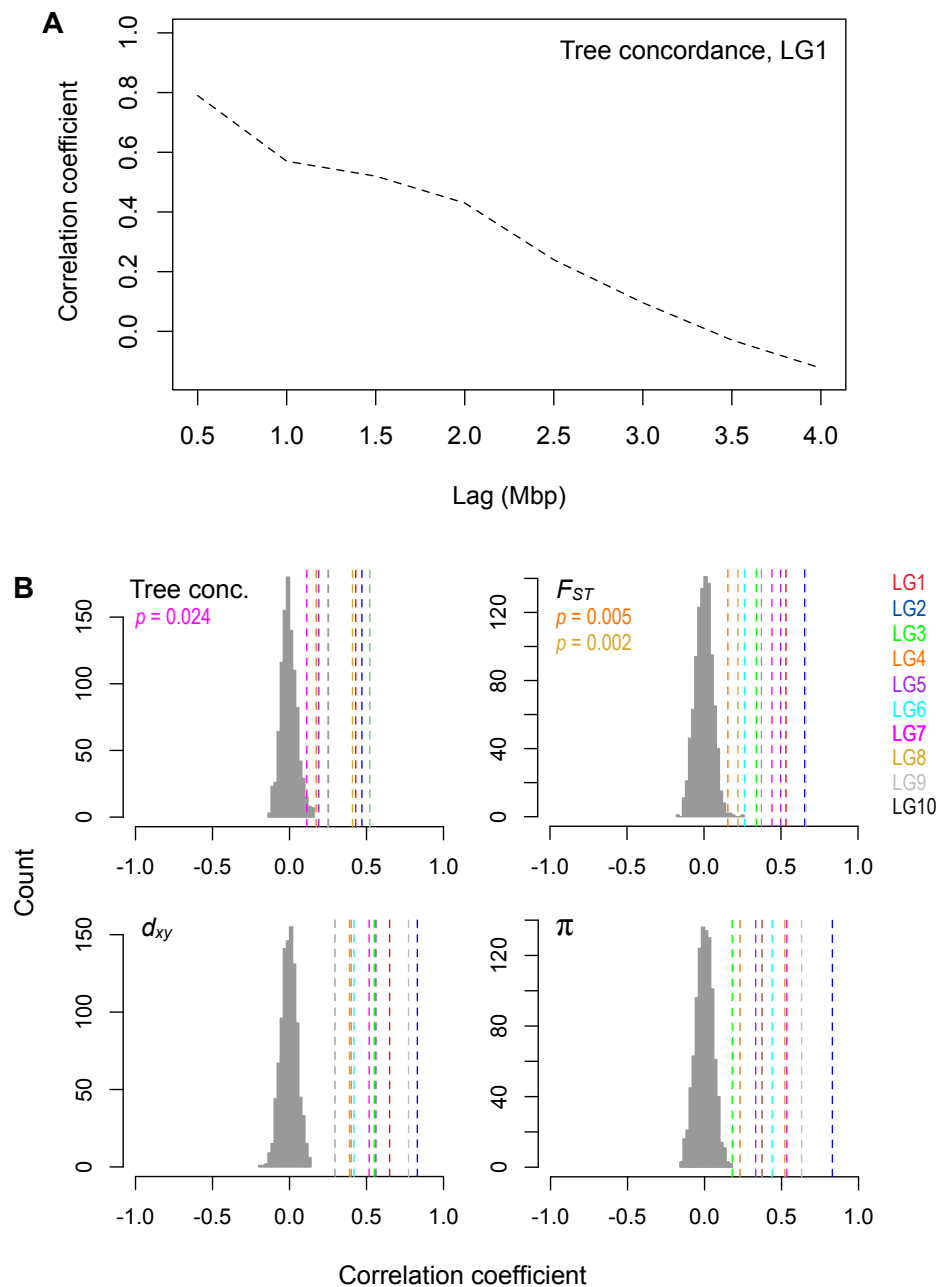 A
Tree concordance, LG1
Correlation coefficient
1.0
0.8
0.6
0.4
0.2
0.0
0.5 1.0 1.5 2.0 2.5 3.0 3.5 4.0
Lag (Mbp)
B
Tree conc.
p = 0.024
150
100
50
0
-1.0 -0.5 0.0 0.5 1.0
FST
p = 0.005
p = 0.002
120
80
40
0
-1.0 -0.5 0.0 0.5 1.0
LG1
LG2
LG3
LG4
LG5
LG6
LG7
LG8
LG9
LG10
Count
dxy
150
100
50
0
-1.0 -0.5 0.0 0.5 1.0
π
120
80
40
0
-1.0 -0.5 0.0 0.5 1.0
Correlation coefficient